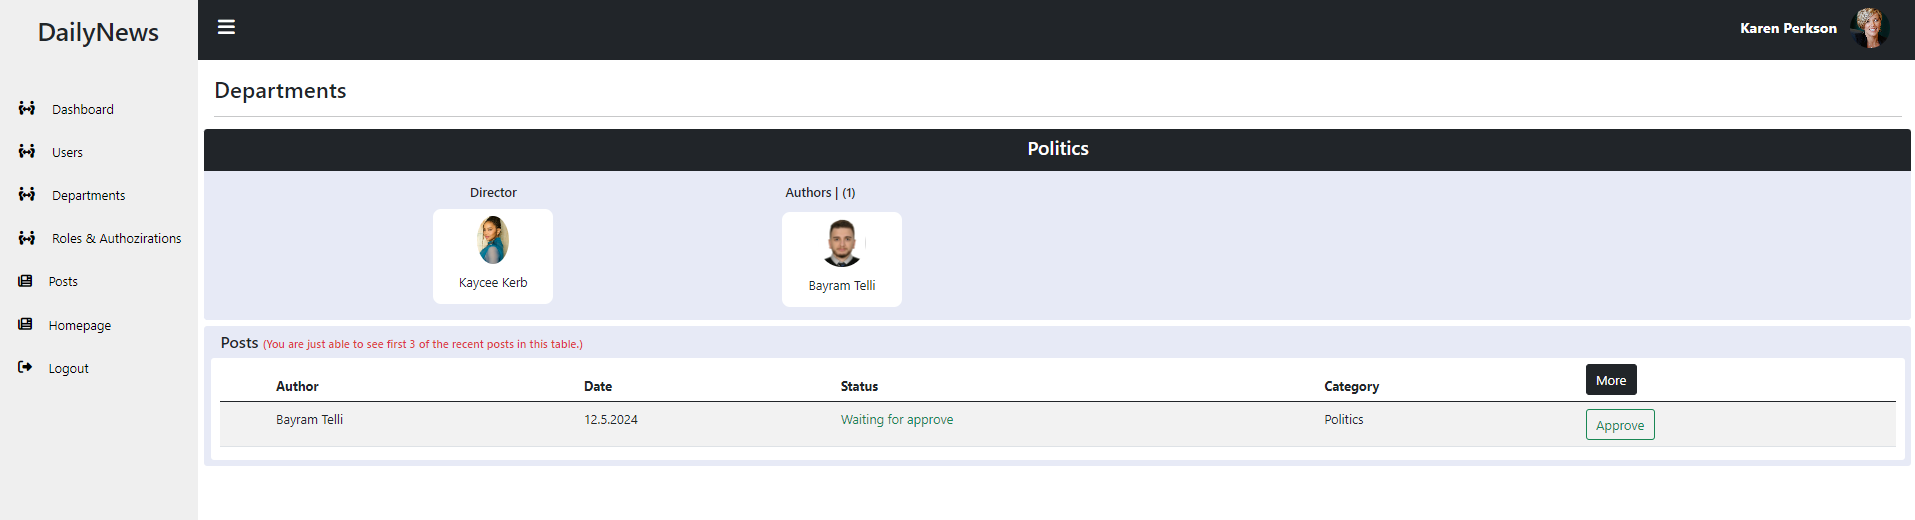 DailyNews
Karen Perkson
Dashboard
Users
Departments
Roles & Authozirations
Posts
Homepage
Logout
Departments
Politics
Director
Authors | (1)
Kaycee Kerb
Bayram Telli
Posts (You are just able to see first 3 of the recent posts in this table.)
Author Date Status Category More
Bayram Telli 12.5.2024 Waiting for approve Politics Approve